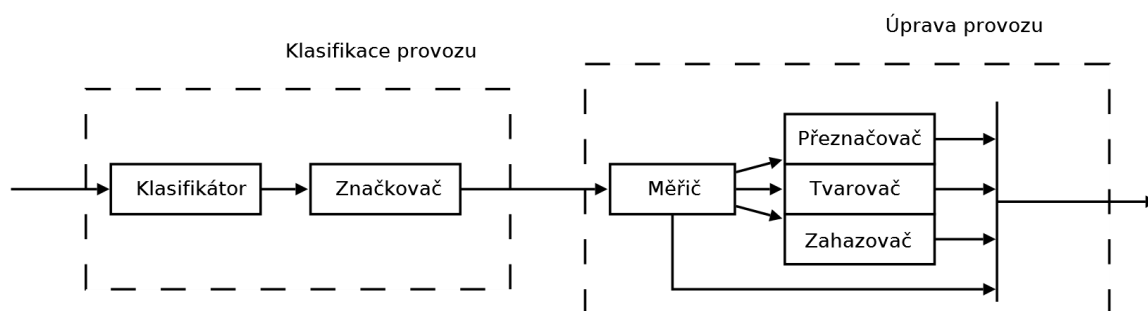 Úprava provozu
Klasifikace provozu
Přeznačovač
Klasifikátor
Značkovač
Měřič
Tvarovač
Zahazovač